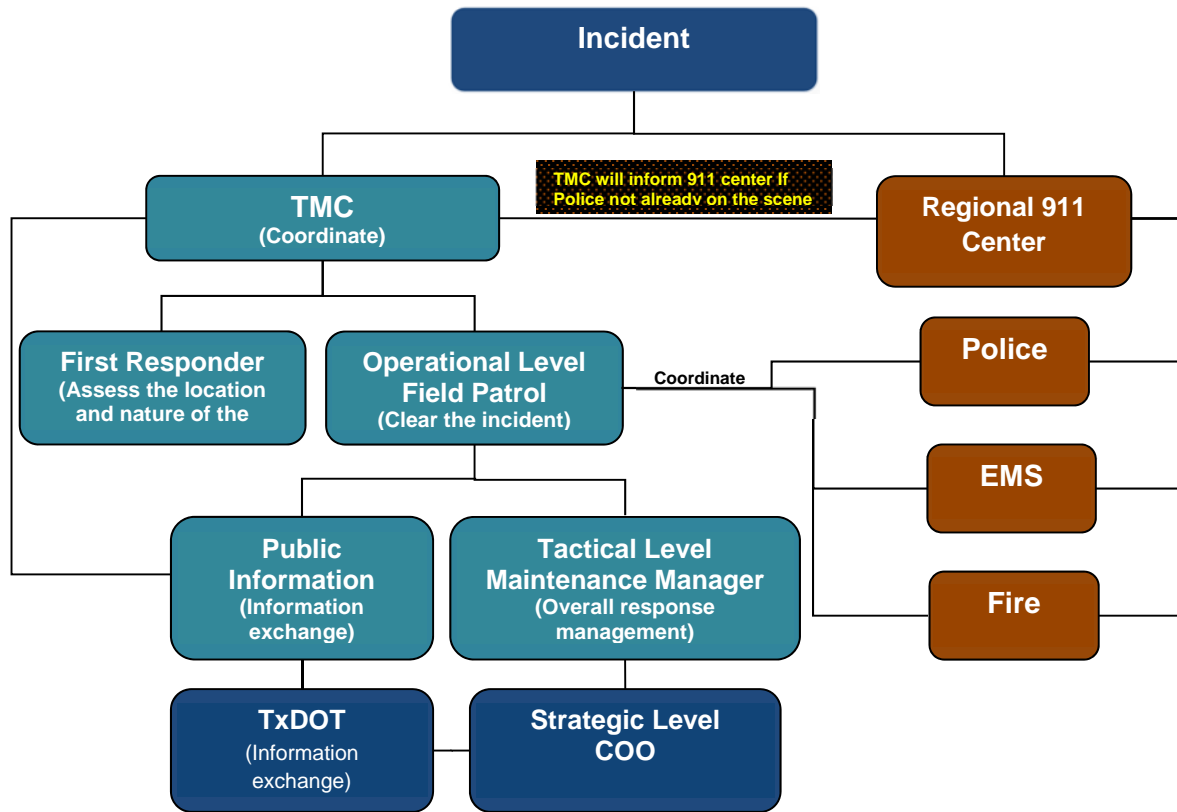 Incident
TMC will inform 911 center If
Police not already on the scene
TMC
(Coordinate)
Regional 911
Center
First Responder
(Assess the location
and nature of the
Operational Level
Field Patrol
(Clear the incident)
Coordinate
Police
EMS
Public
Information
(Information
exchange)
Tactical Level
Maintenance Manager
(Overall response
management)
Fire
TxDOT
(Information
exchange)
Strategic Level
COO